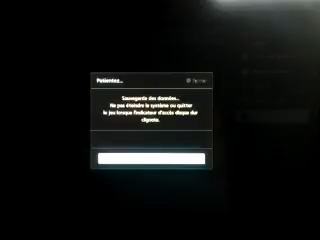 Patientez...
Sauvegarde des données...
Ne pas éteindre le système ou quitter
le jeu lorsque l'indicateur d'accès disque dur
clignote.